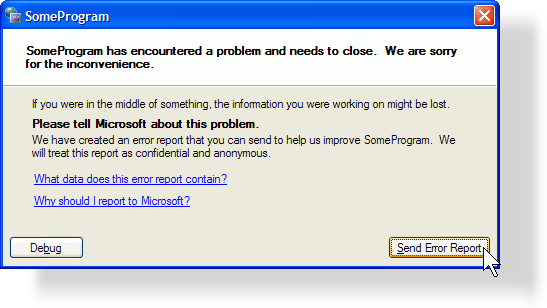 SomeProgram
SomeProgram has encountered a problem and needs to close.  We are sorry
for the inconvenience.
If you were in the middle of something, the information you were working on might be lost.
Please tell Microsoft about this problem.
We have created an error report that you can send to help us improve SomeProgram.  We
will treat this report as confidential and anonymous.
What data does this error report contain?
Why should I report to Microsoft?
Debug
Send Error Report